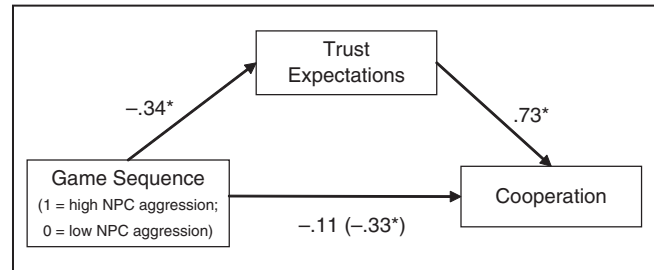 Trust
Expectations
–.34*
.73*
Game Sequence
(1 = high NPC aggression;
0 = low NPC aggression)
Cooperation
–.11 (–.33*)